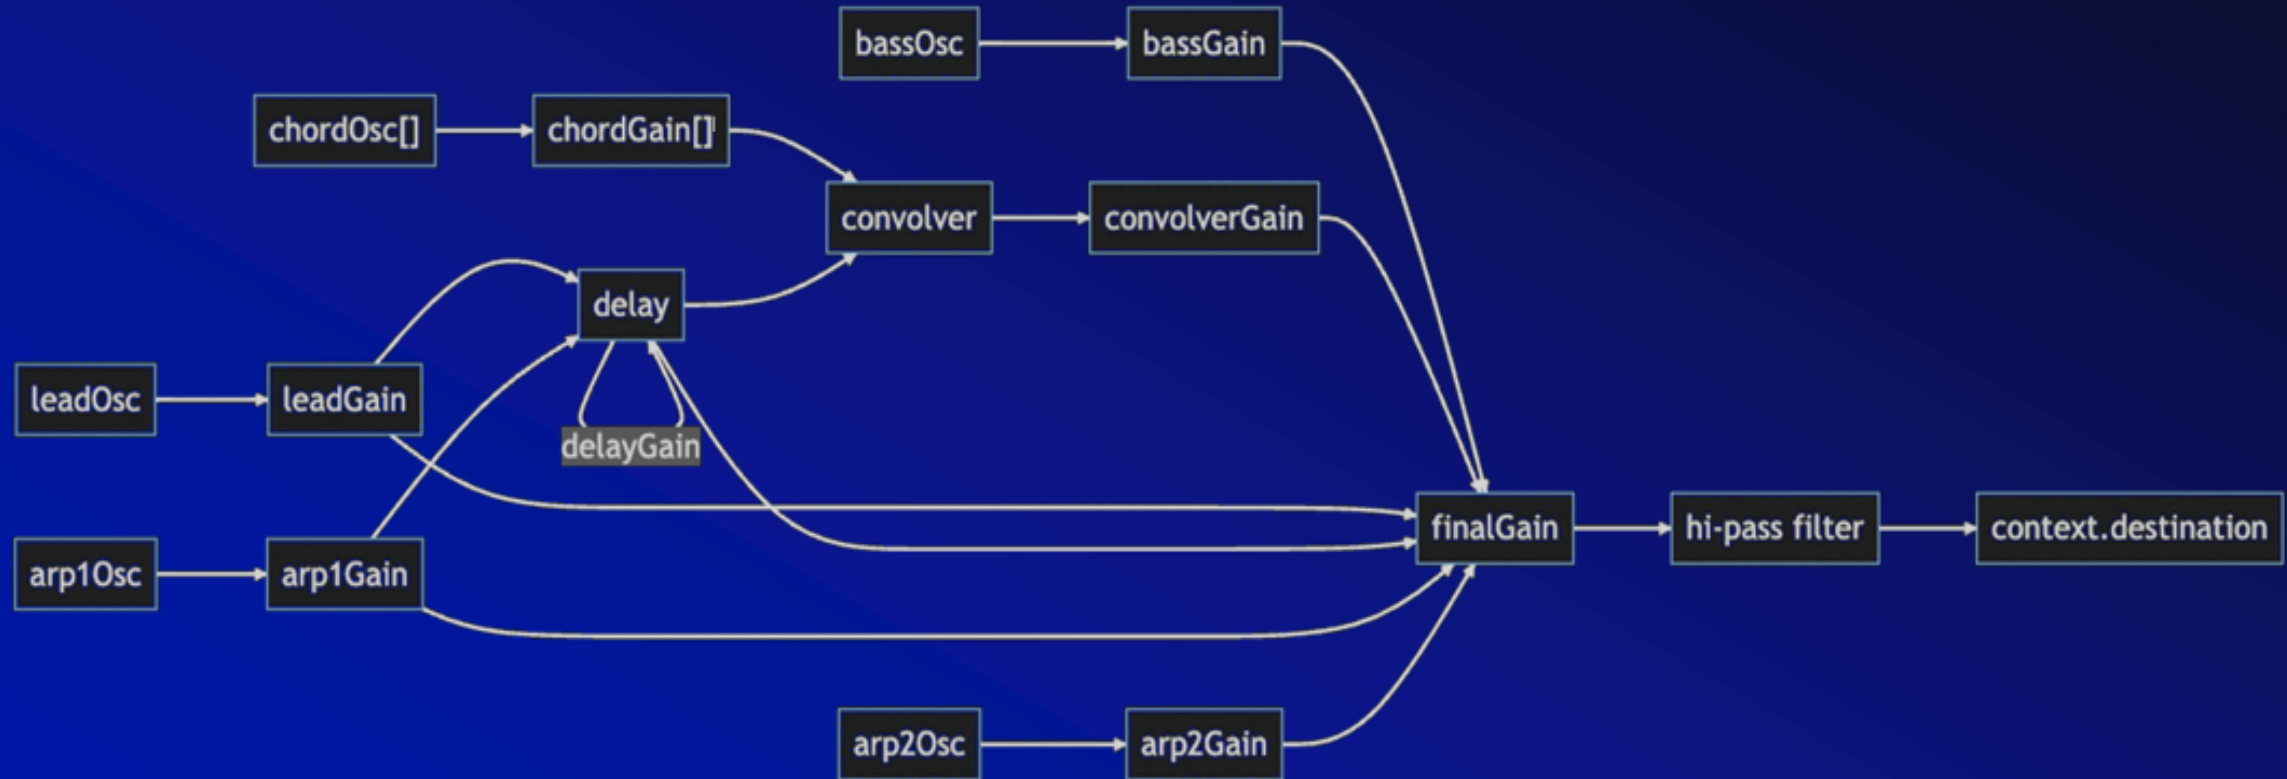 bassOsc
bassGain
chordOsc[]
chordGain[]
convolver
convolverGain
delay
leadOsc
leadGain
delayGain
finalGain
hi-pass filter
context.destination
arp1Osc
arp1Gain
arp2Osc
arp2Gain